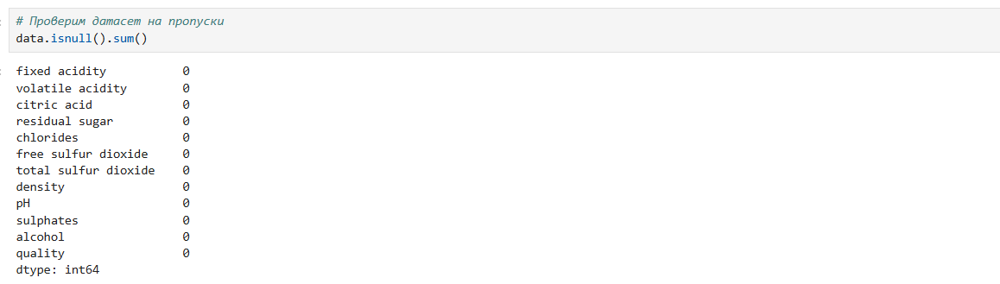 # Проверим датасет на пропуски
data.isnull().sum()
fixed acidity 0
volatile acidity 0
citric acid 0
residual sugar 0
chlorides 0
free sulfur dioxide 0
total sulfur dioxide 0
density 0
pH 0
sulphates 0
alcohol 0
quality 0
dtype: int64